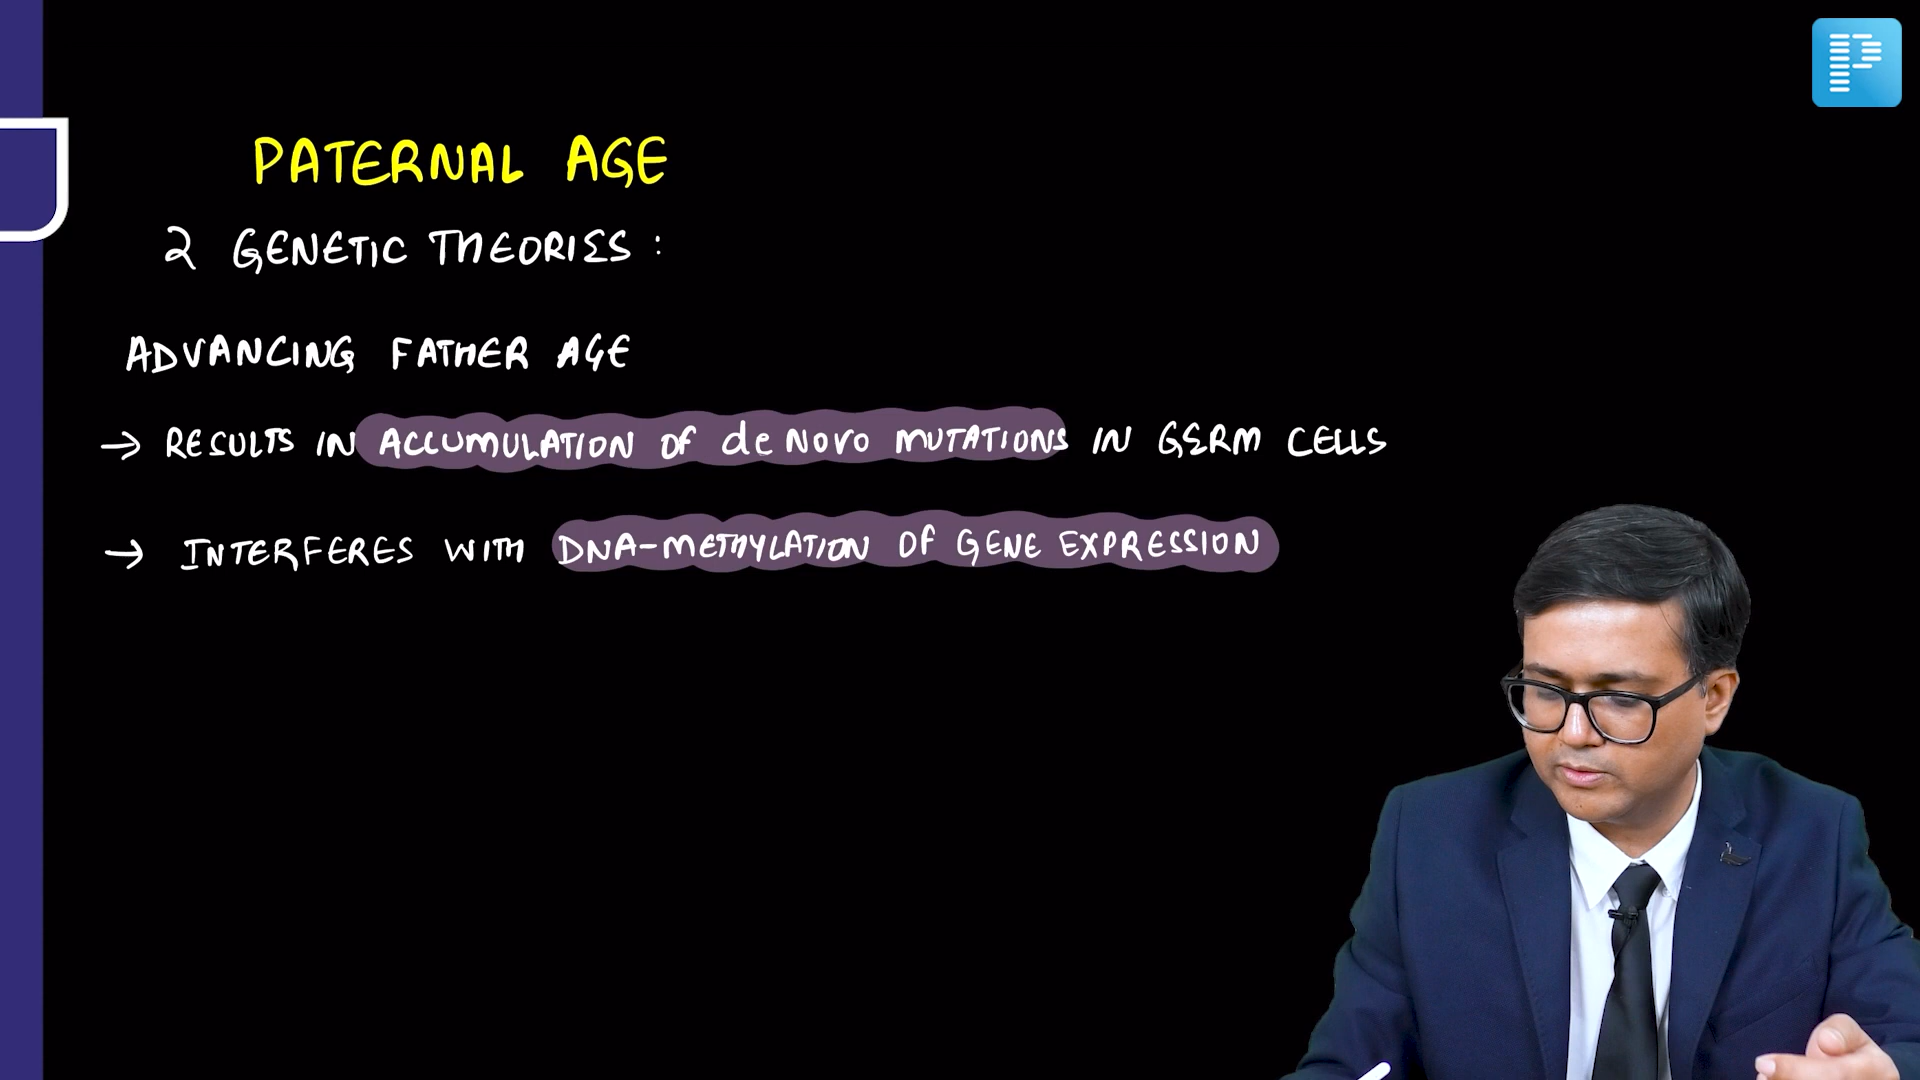 PATERNAL AGE
2 GENETIC THEORIES :
ADVANCING FATHER AGE
→ RESULTS IN ACCUMULATION OF de NOVO MUTATIONS IN GERM CELLS
→ INTERFERES WITH DNA-METHYLATION OF GENE EXPRESSION